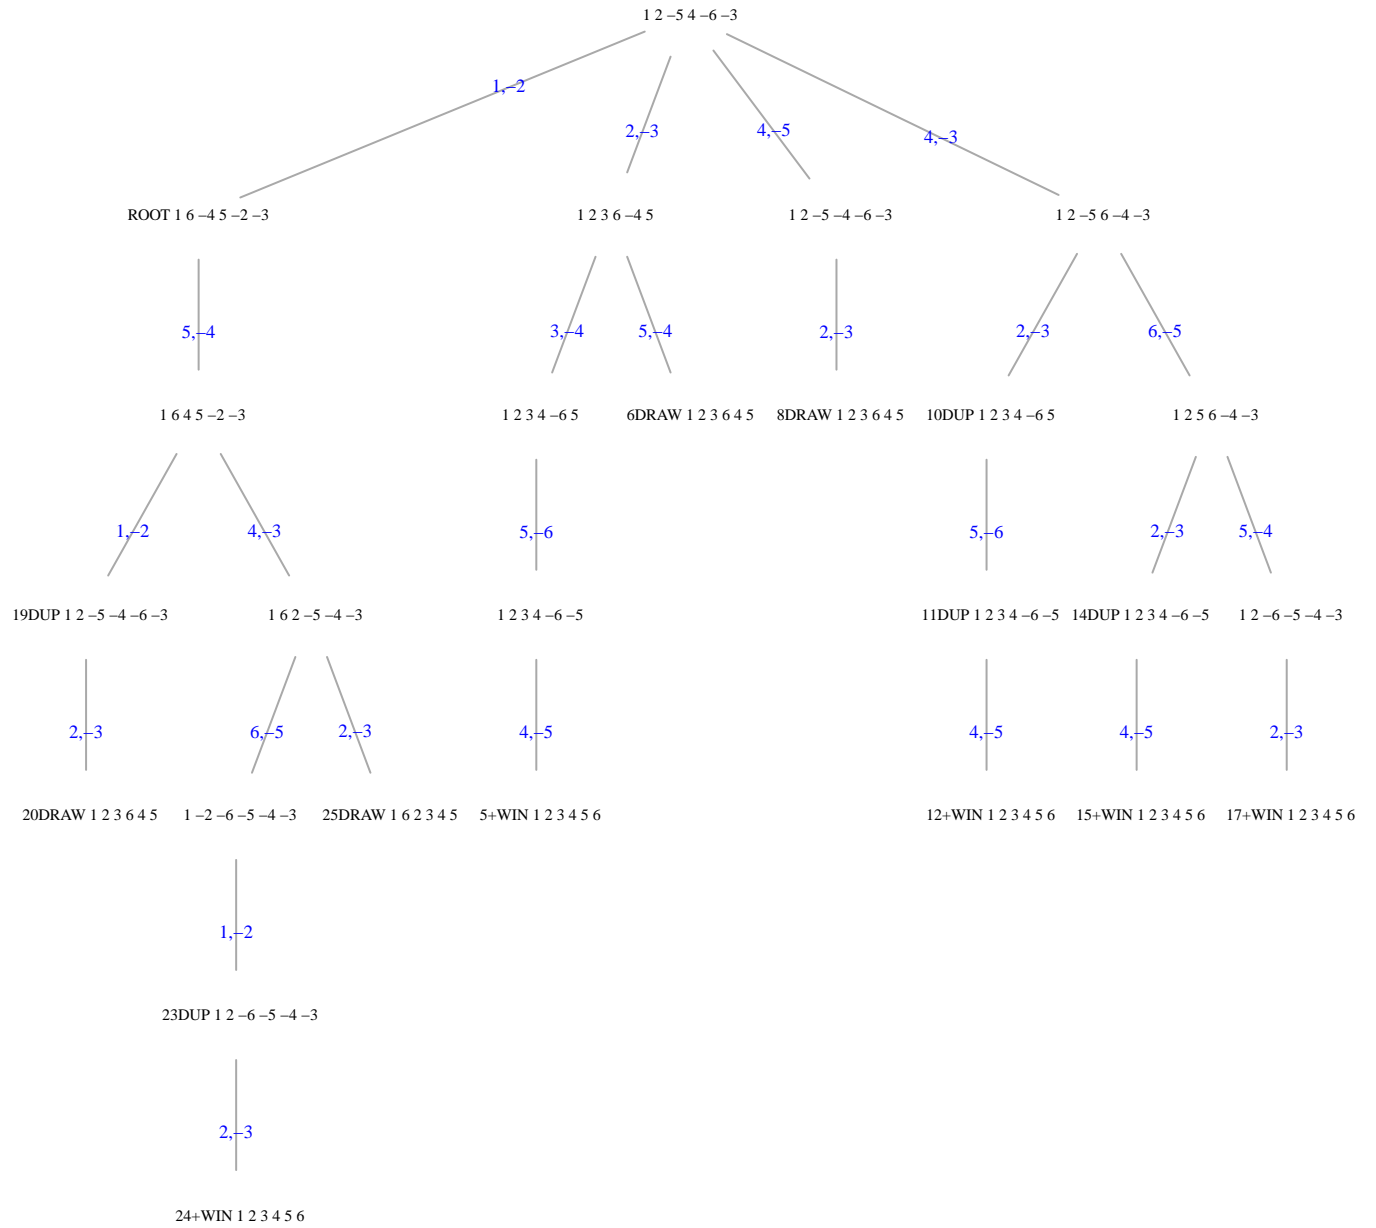 1 2 –5 4 –6 –3
1,–2
2,–3
4,–5
4,–3
ROOT 1 6 –4 5 –2 –3
1 2 3 6 –4 5
1 2 –5 –4 –6 –3
1 2 –5 6 –4 –3
5,–4
3,–4
5,–4
2,–3
2,–3
6,–5
1 6 4 5 –2 –3
1 2 3 4 –6 5
6DRAW 1 2 3 6 4 5
8DRAW 1 2 3 6 4 5
10DUP 1 2 3 4 –6 5
1 2 5 6 –4 –3
1,–2
4,–3
5,–6
5,–6
2,–3
5,–4
19DUP 1 2 –5 –4 –6 –3
1 6 2 –5 –4 –3
1 2 3 4 –6 –5
11DUP 1 2 3 4 –6 –5
14DUP 1 2 3 4 –6 –5
1 2 –6 –5 –4 –3
2,–3
6,–5
2,–3
4,–5
4,–5
4,–5
2,–3
20DRAW 1 2 3 6 4 5
1 –2 –6 –5 –4 –3
25DRAW 1 6 2 3 4 5
5+WIN 1 2 3 4 5 6
12+WIN 1 2 3 4 5 6
15+WIN 1 2 3 4 5 6
17+WIN 1 2 3 4 5 6
1,–2
23DUP 1 2 –6 –5 –4 –3
2,–3
24+WIN 1 2 3 4 5 6